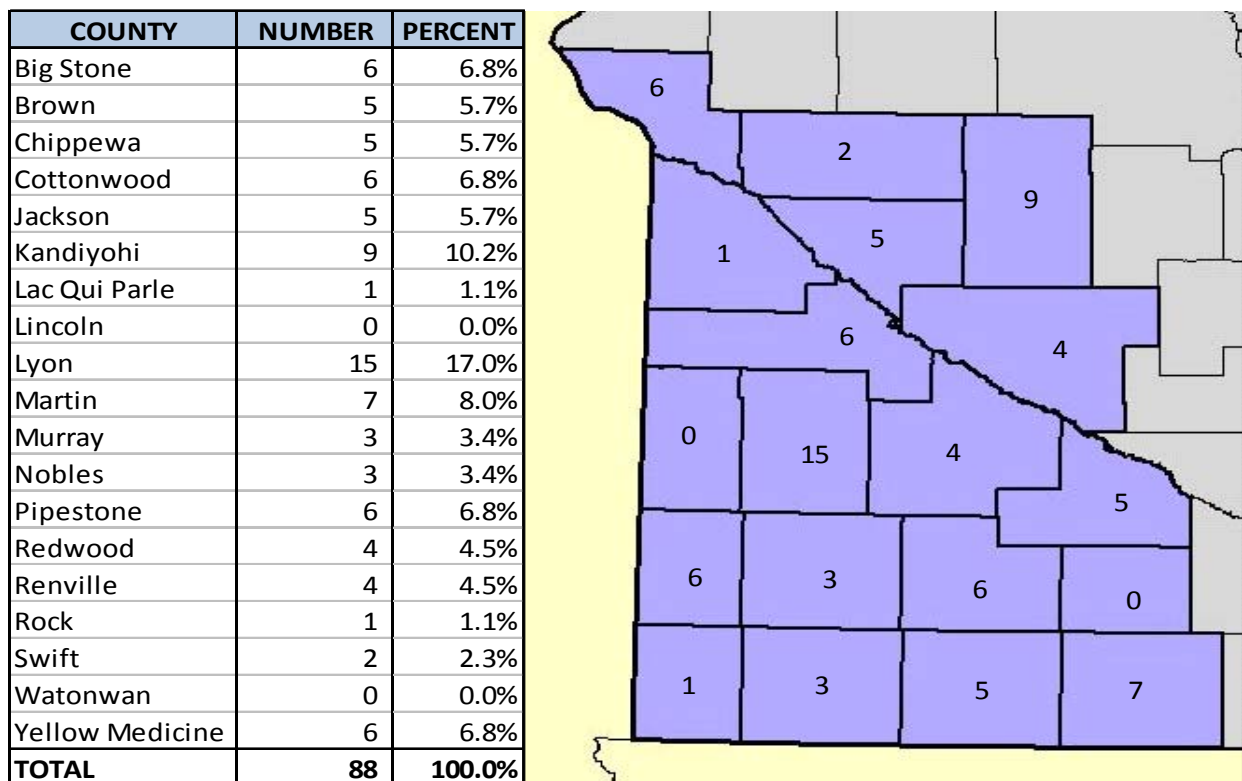 COUNTY NUMBER PERCENT
Big Stone 6 6.8%
Brown 5 5.7%
Chippewa 5 5.7%
Cottonwood 6 6.8%
Jackson 5 5.7%
Kandiyohi 9 10.2%
Lac Qui Parle 1 1.1%
Lincoln 0 0.0%
Lyon 15 17.0%
Martin 7 8.0%
Murray 3 3.4%
Nobles 3 3.4%
Pipestone 6 6.8%
Redwood 4 4.5%
Renville 4 4.5%
Rock 1 1.1%
Swift 2 2.3%
Watonwan 0 0.0%
Yellow Medicine 6 6.8%
TOTAL 88 100.0%
6
2
9
1 5
6 4
0 15 4
5
6 3 6 0
1 3 5 7